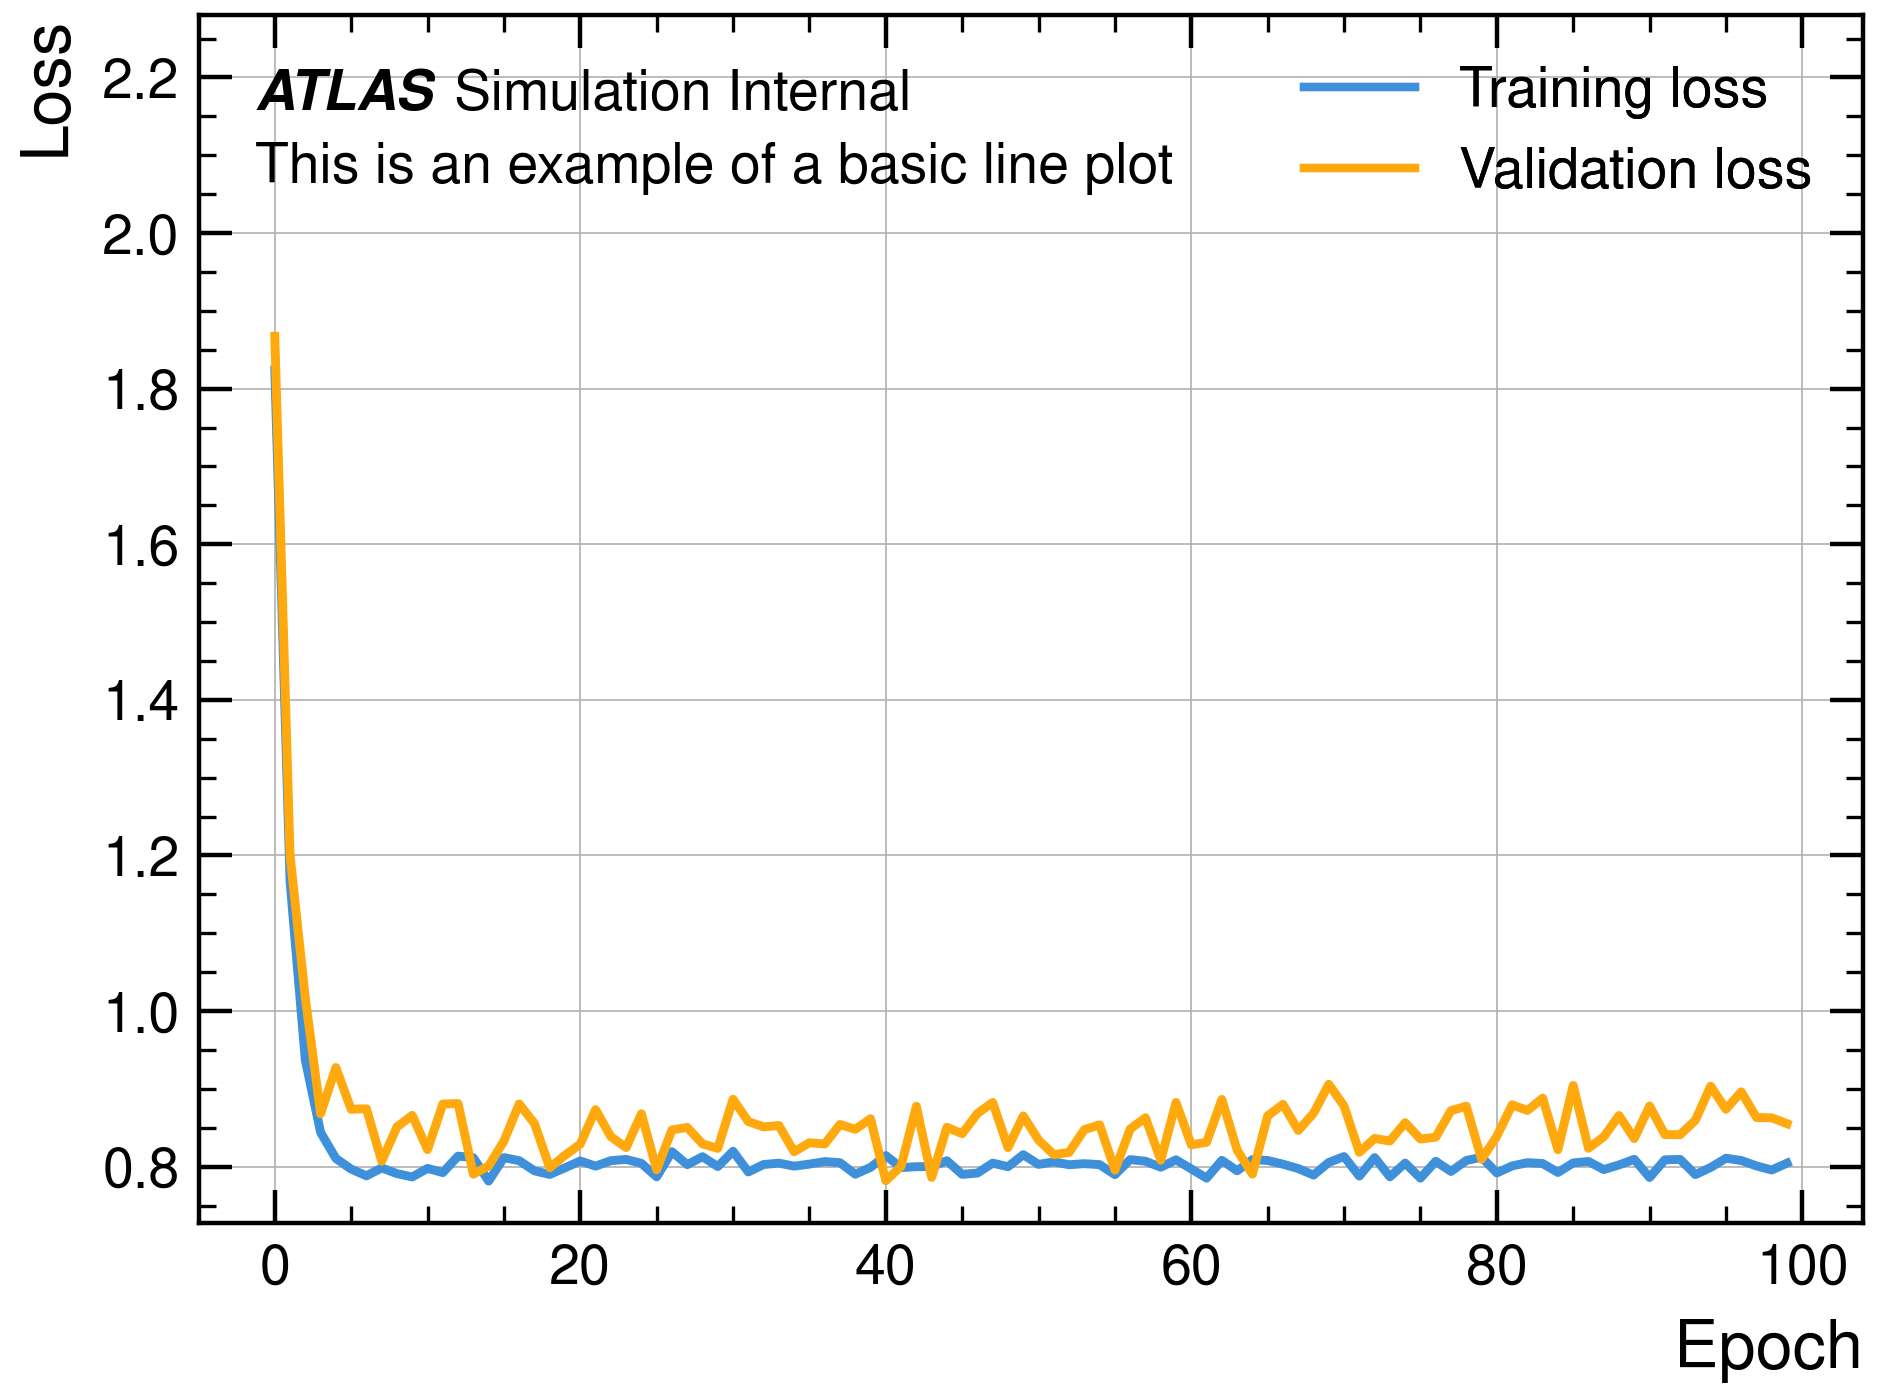 Loss
ATLAS Simulation Internal
This is an example of a basic line plot
Training loss
Validation loss
2.2
2.0
1.8
1.6
1.4
1.2
1.0
0.8
0 20 40 60 80 100
Epoch